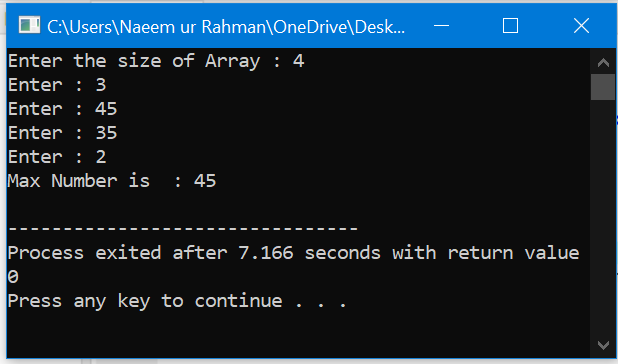 C:\Users\Naeem ur Rahman\OneDrive\Desk...
Enter the size of Array : 4
Enter : 3
Enter : 45
Enter : 35
Enter : 2
Max Number is  : 45
--------------------------------
Process exited after 7.166 seconds with return value
0
Press any key to continue . . .